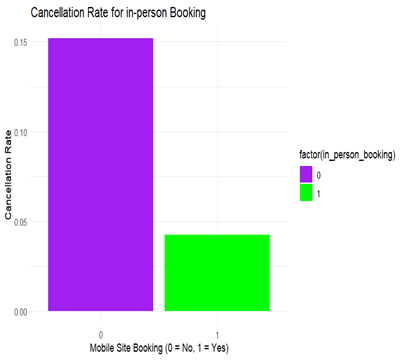 Cancellation Rate for in-person Booking
0.15
0.10
0.05
0.00
Cancellation Rate
0
1
Mobile Site Booking (0 = No, 1 = Yes)
factor(in_person_booking)
0
1